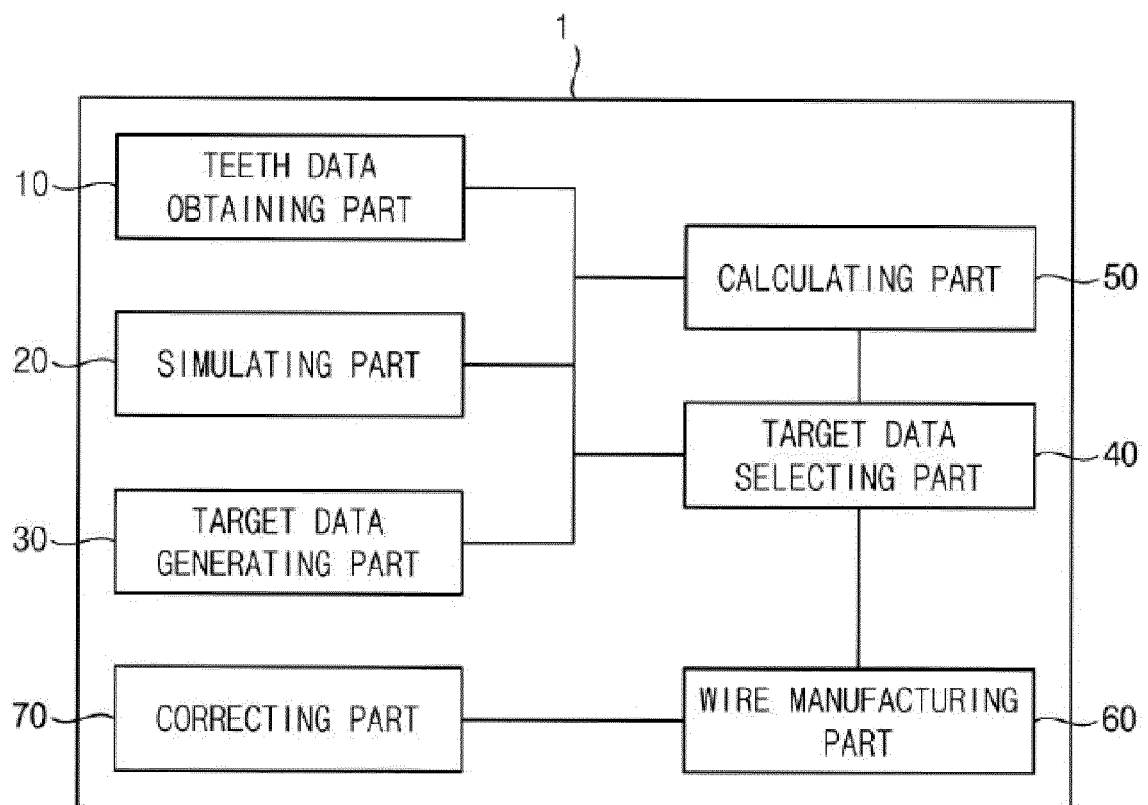 1
10
TEETH DATA
OBTAINING PART
CALCULATING PART
50
20
SIMULATING PART
TARGET DATA
SELECTING PART
40
30
TARGET DATA
GENERATING PART
70
CORRECTING PART
WIRE MANUFACTURING
PART
60